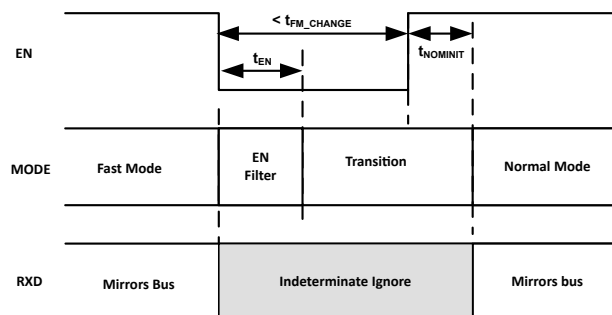 < tFM_CHANGE
EN
tEN
tNOMINIT
MODE
Fast Mode
EN
Filter
Transition
Normal Mode
RXD
Mirrors Bus
Indeterminate Ignore
Mirrors bus